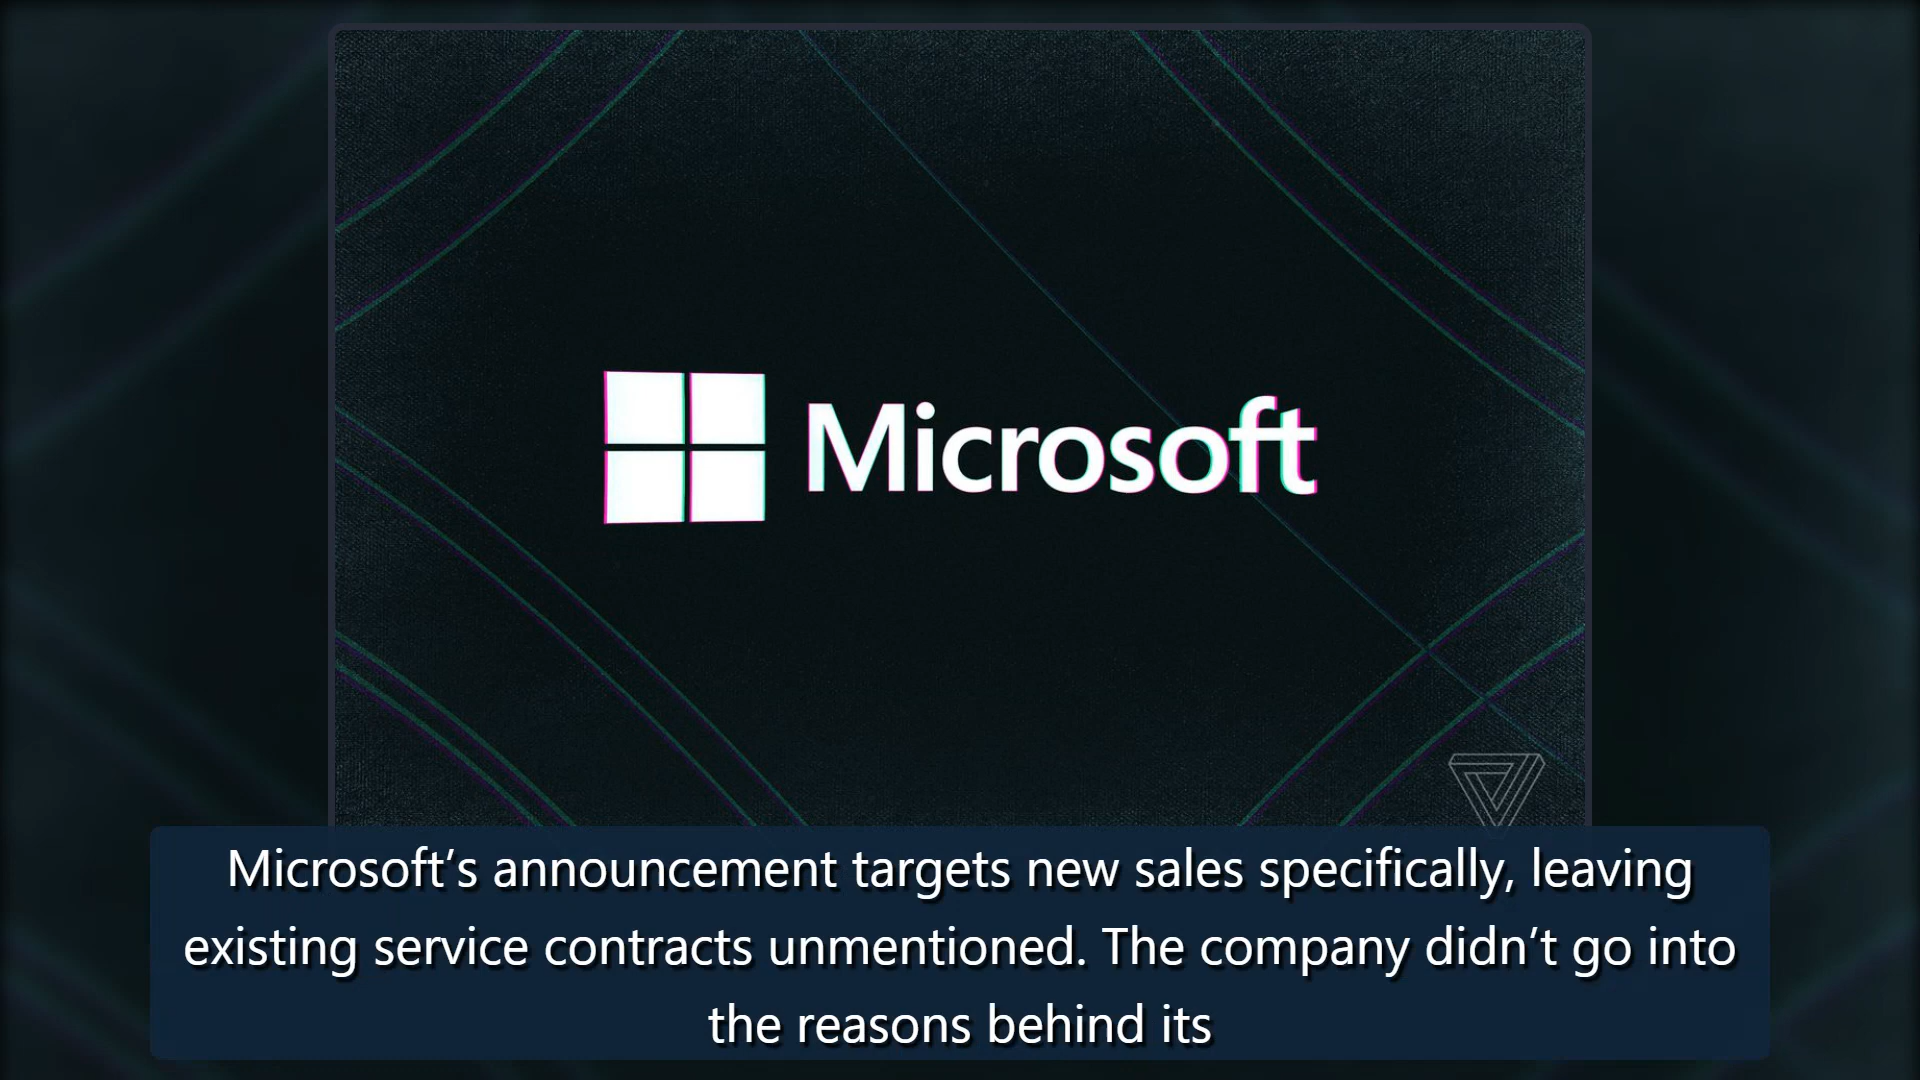 Microsoft
Microsoft’s announcement targets new sales specifically, leaving
existing service contracts unmentioned. The company didn’t go into
the reasons behind its